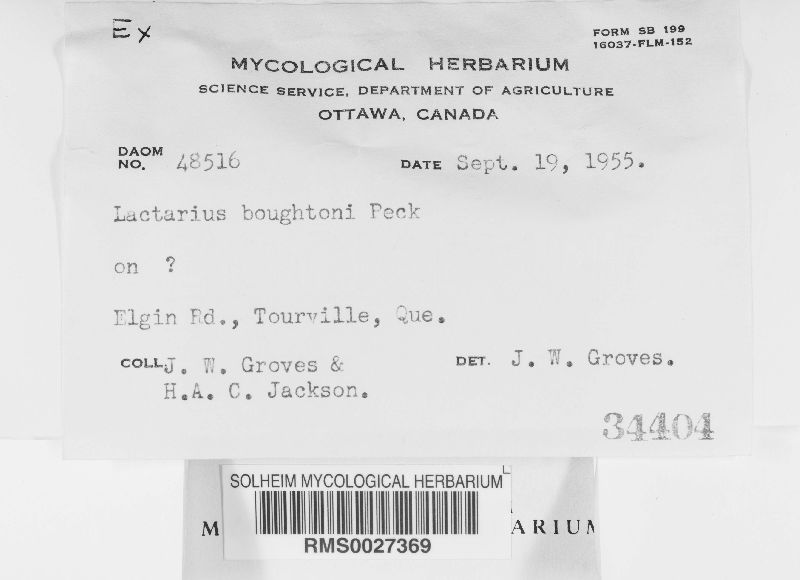 Ex
FORM SB 199
16037-FLM-152
MYCOLOGICAL HERBARIUM
SCIENCE SERVICE, DEPARTMENT OF AGRICULTURE
OTTAWA, CANADA
DAOM NO. 48516 DATE Sept. 19, 1955.
Lactarius boughtoni Peck
on ?
Elgin Rd., Tourville, Que.
COLL. J. W. Groves & DET. J. W. Groves.
H.A. C. Jackson.
34404
SOLHEIM MYCOLOGICAL HERBARIUM
M ARIUM
RMS0027369